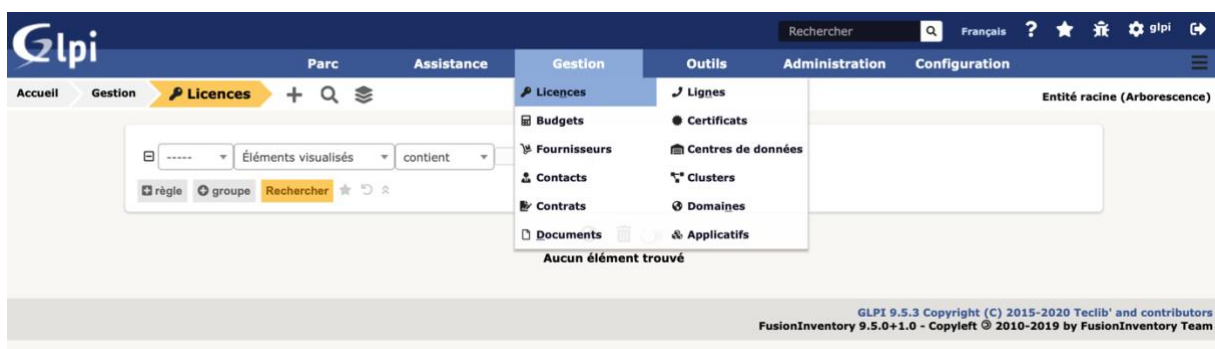 Glpi
Rechercher Français ? glpi
Parc Assistance Gestion Outils Administration Configuration
Accueil Gestion Licences Entité racine (Arborescence)
Licences Lignes
Budgets Certificats
Fournisseurs Centres de données
Contacts Clusters
Contrats Domaines
Documents Applicatifs
----- Éléments visualisés contient
règle groupe Rechercher
Aucun élément trouvé
GLPI 9.5.3 Copyright (C) 2015-2020 Teclib' and contributors
FusionInventory 9.5.0+1.0 - Copyleft 🄯 2010-2019 by FusionInventory Team